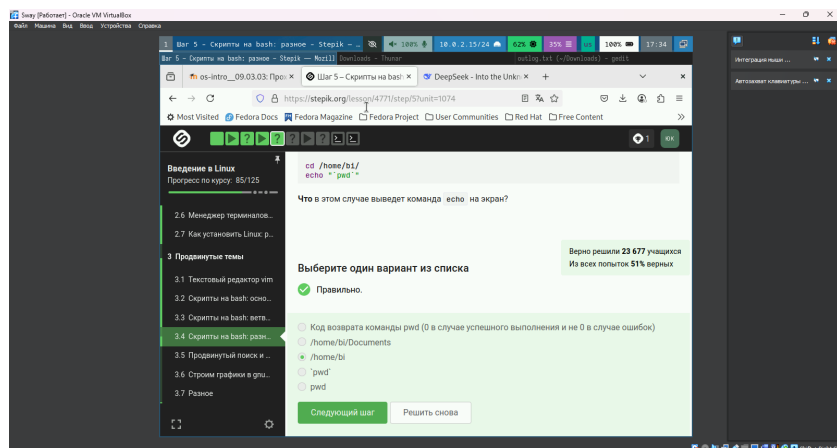 Sway [Работает] - Oracle VM VirtualBox
Файл Машина Вид Ввод Устройства Справка
1 Шаг 5 – Скрипты на bash: разное – Stepik — …
100%
10.0.2.15/24
62%
35%
us
100%
17:34
Шаг 5 – Скрипты на bash: разное – Stepik — Mozill
Downloads - Thunar
outlog.txt (~/Downloads) - gedit
os-intro__09.03.03: Про
Шаг 5 – Скрипты на bash
DeepSeek - Into the Unkn
https://stepik.org/lesson/4771/step/5?unit=1074
Most Visited
Fedora Docs
Fedora Magazine
Fedora Project
User Communities
Red Hat
Free Content
1
Введение в Linux
Прогресс по курсу: 85/125
2.6 Менеджер терминалов…
2.7 Как установить Linux: р…
3 Продвинутые темы
3.1 Текстовый редактор vim
3.2 Скрипты на bash: осно…
3.3 Скрипты на bash: ветв…
3.4 Скрипты на bash: разн…
3.5 Продвинутый поиск и …
3.6 Строим графики в gnu…
3.7 Разное
cd /home/bi/
echo "`pwd`"
Что в этом случае выведет команда echo на экран?
Верно решили 23 677 учащихся
Из всех попыток 51% верных
Выберите один вариант из списка
Правильно.
Код возврата команды pwd (0 в случае успешного выполнения и не 0 в случае ошибок)
/home/bi/Documents
/home/bi
`pwd`
pwd
Следующий шаг
Решить снова
Интеграция мыши ...
Автозахват клавиатуры ...